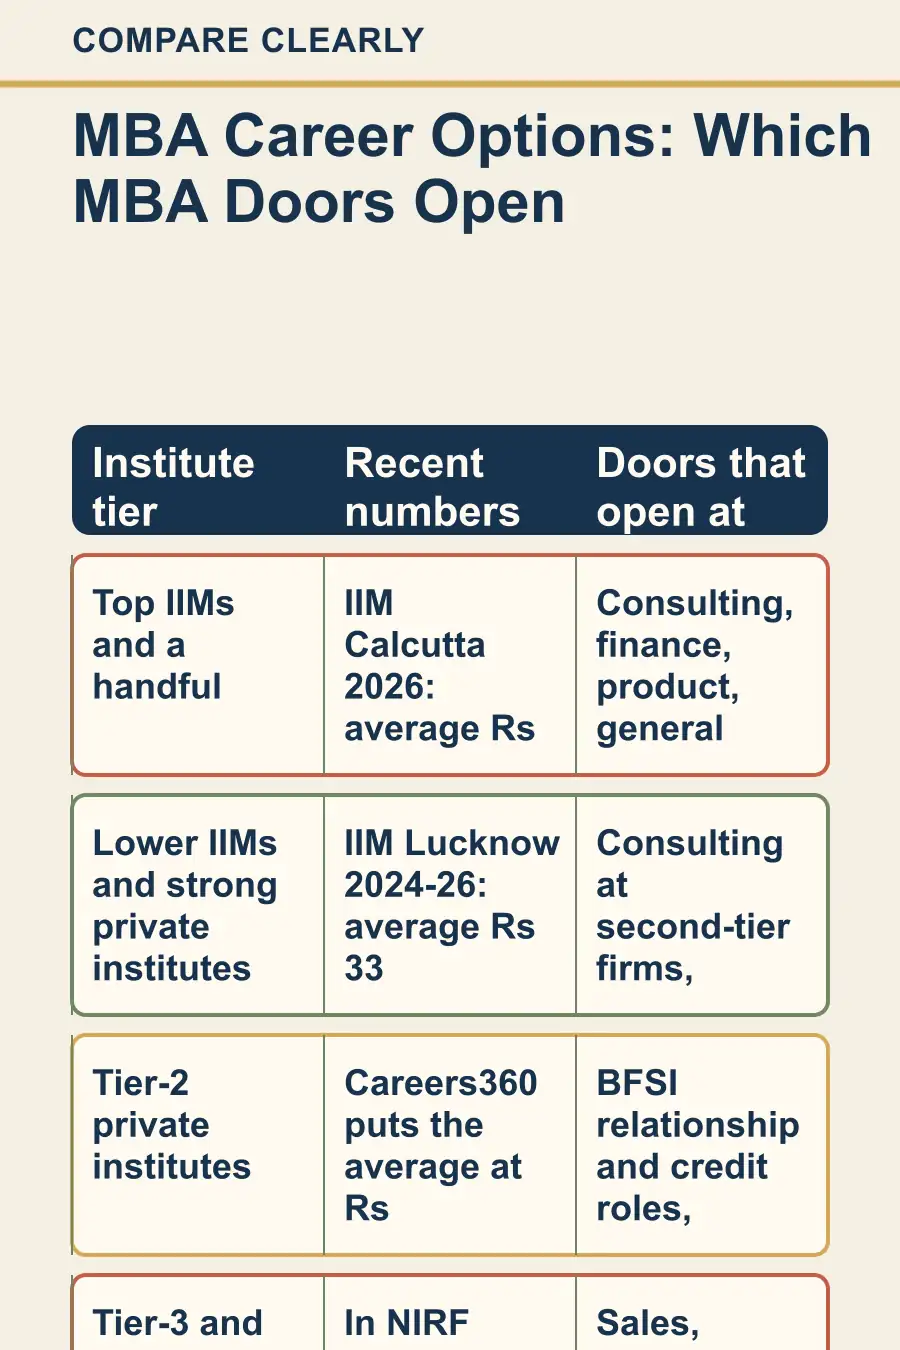 COMPARE CLEARLY
MBA Career Options: Which
MBA Doors Open
Institute
tier
Recent
numbers
Doors that
open at
Top IIMs
and a
handful
IIM
Calcutta
2026:
average Rs
Consulting,
finance,
product,
general
Lower IIMs
and strong
private
institutes
IIM Lucknow
2024-26:
average Rs
33
Consulting
at
second-tier
firms,
Tier-2
private
institutes
Careers360
puts the
average at
Rs
BFSI
relationship
and credit
roles,
Tier-3 and
In NIRF
Sales,